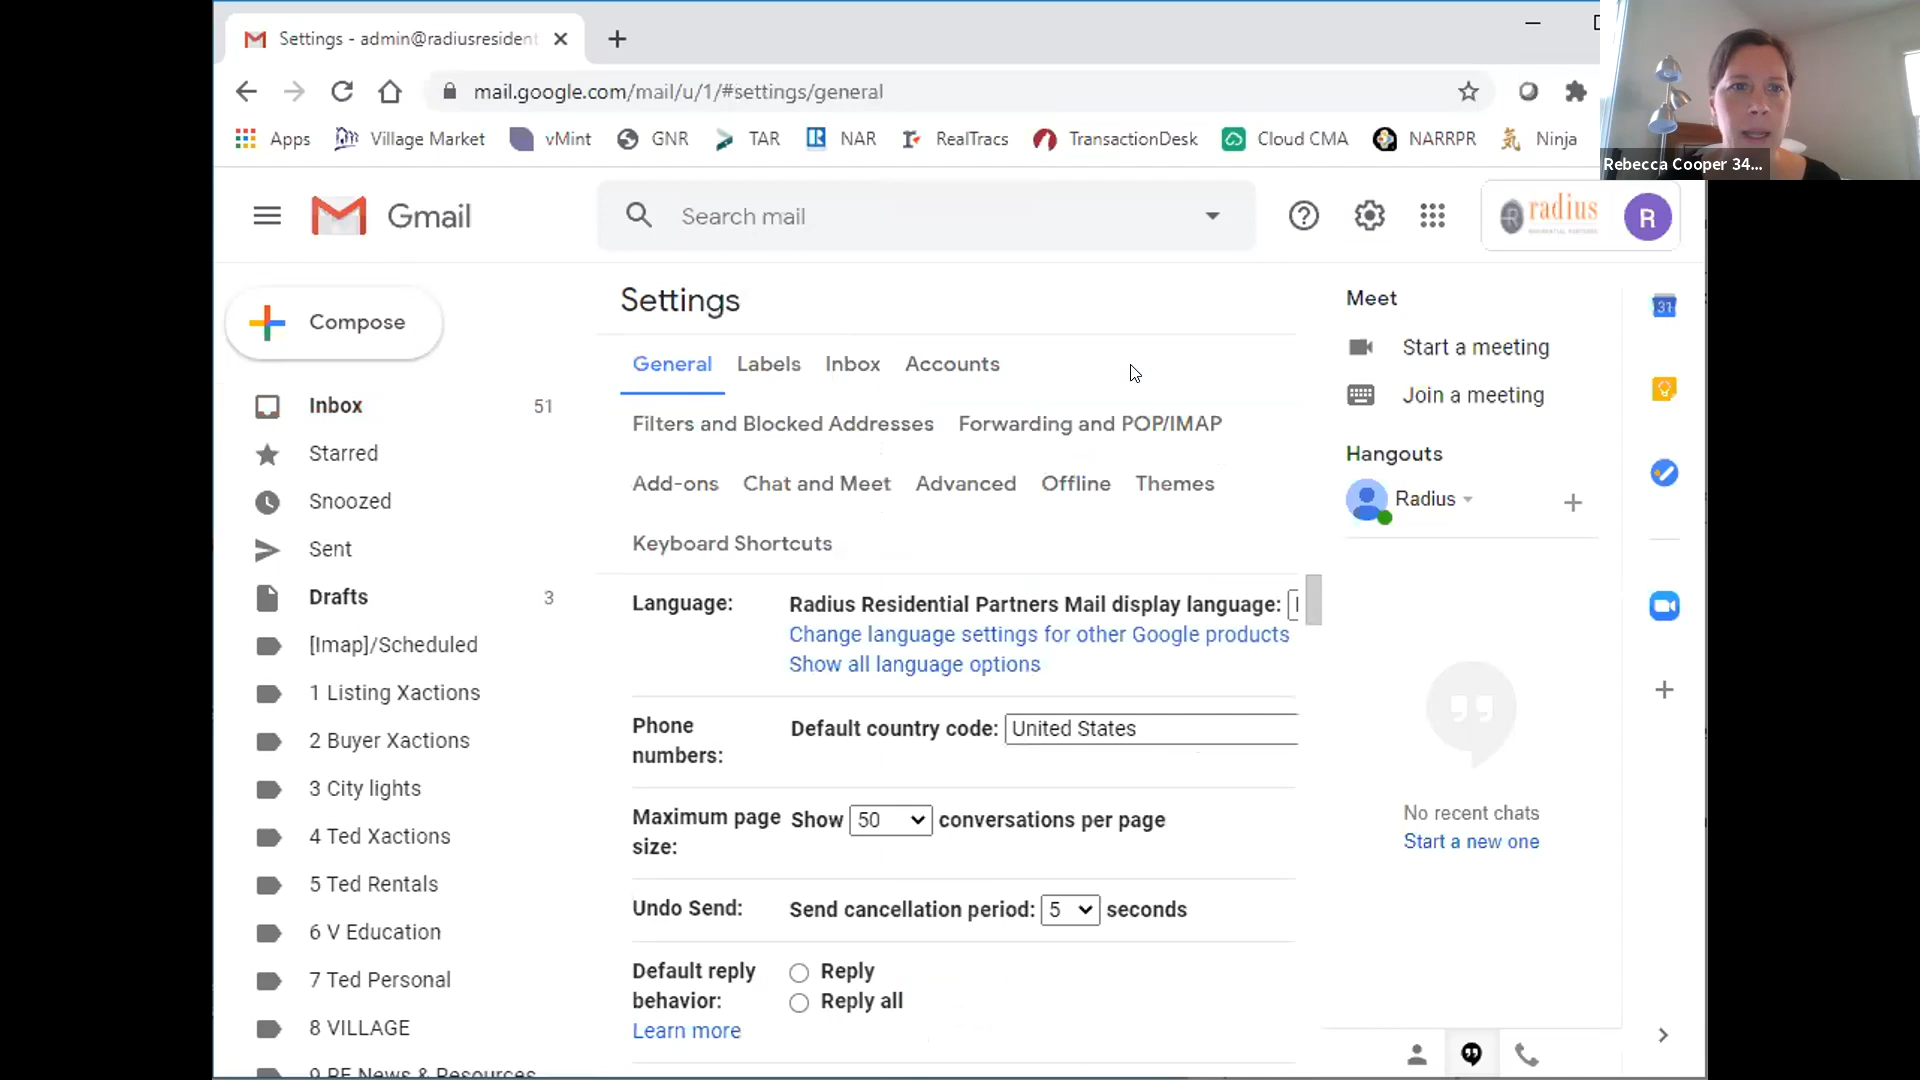 Settings - admin@radiusresident
mail.google.com/mail/u/1/#settings/general
Apps Village Market vMint GNR TAR NAR RealTracs TransactionDesk Cloud CMA NARRPR Ninja
Rebecca Cooper 34...
Gmail
Search mail
radius
R
Compose
Inbox 51
Starred
Snoozed
Sent
Drafts 3
[Imap]/Scheduled
1 Listing Xactions
2 Buyer Xactions
3 City lights
4 Ted Xactions
5 Ted Rentals
6 V Education
7 Ted Personal
8 VILLAGE
9 RE News & Resources
Settings
General Labels Inbox Accounts
Filters and Blocked Addresses Forwarding and POP/IMAP
Add-ons Chat and Meet Advanced Offline Themes
Keyboard Shortcuts
Language: Radius Residential Partners Mail display language:
Change language settings for other Google products
Show all language options
Phone numbers: Default country code: United States
Maximum page size: Show 50 conversations per page
Undo Send: Send cancellation period: 5 seconds
Default reply behavior: Reply
Reply all
Learn more
Meet
Start a meeting
Join a meeting
Hangouts
Radius
No recent chats
Start a new one
31